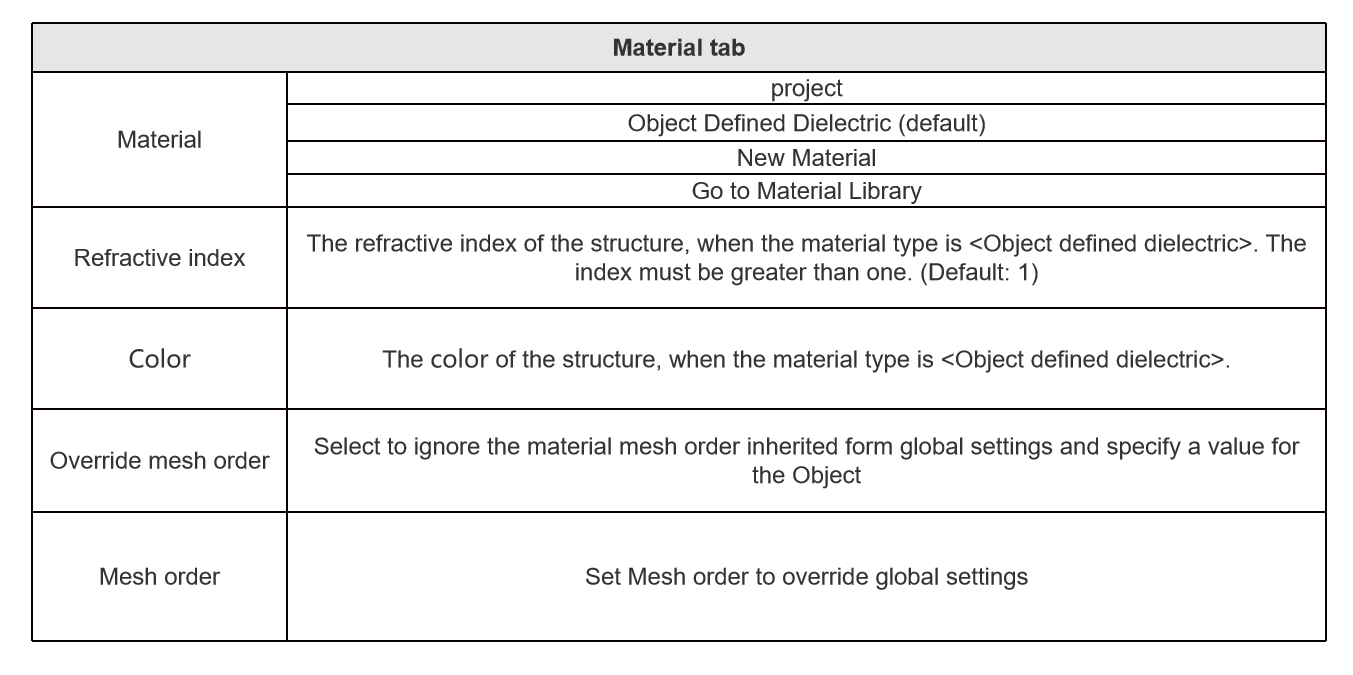 Material tab
Material
project
Object Defined Dielectric (default)
New Material
Go to Material Library
Refractive index
The refractive index of the structure, when the material type is <Object defined dielectric>. The
index must be greater than one. (Default: 1)
Color
The color of the structure, when the material type is <Object defined dielectric>.
Override mesh order
Select to ignore the material mesh order inherited form global settings and specify a value for
the Object
Mesh order
Set Mesh order to override global settings